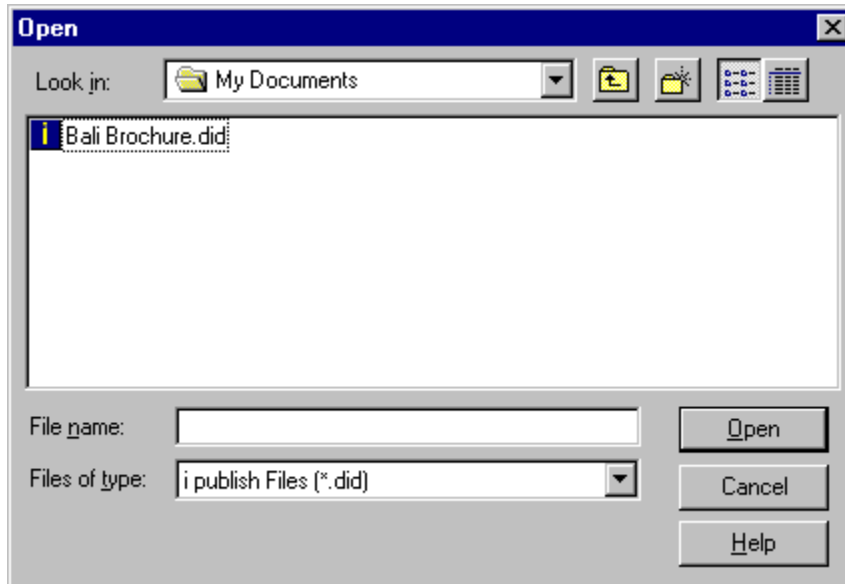 Open
Look in: My Documents
i Bali Brochure.did
File name:
Open
Files of type: i publish Files (*.did)
Cancel
Help